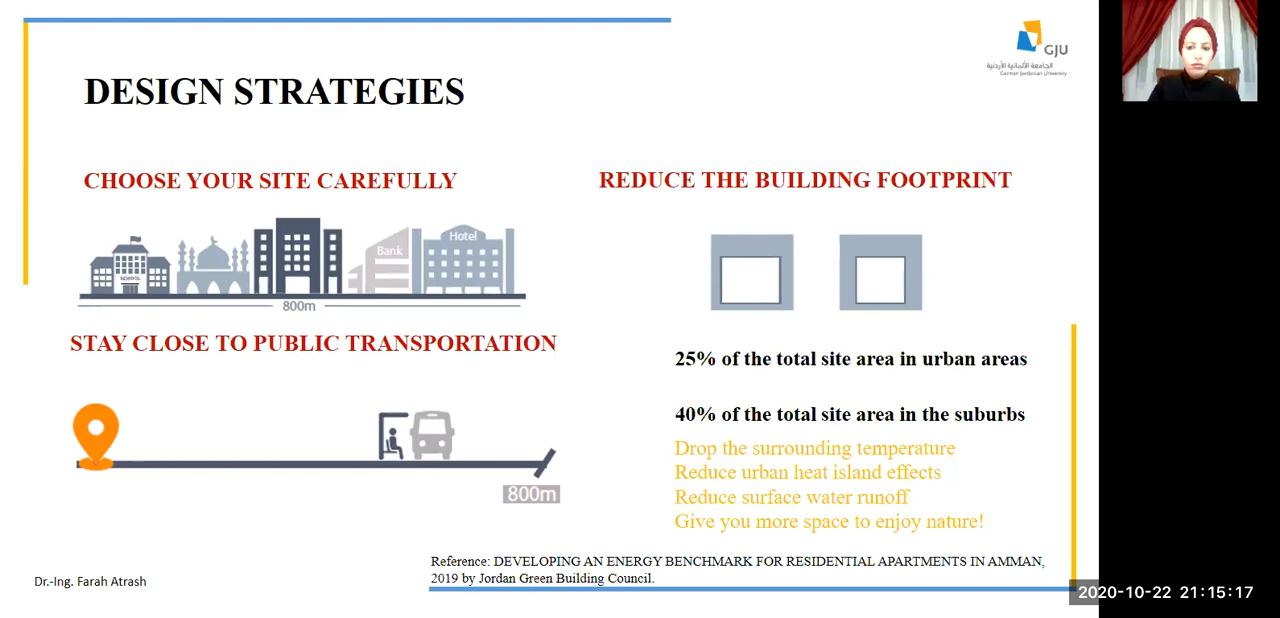 GJU
الجامعة الألمانية الأردنية
German Jordanian University
DESIGN STRATEGIES
CHOOSE YOUR SITE CAREFULLY
SCHOOL
Bank
Hotel
800m
STAY CLOSE TO PUBLIC TRANSPORTATION
800m
REDUCE THE BUILDING FOOTPRINT
25% of the total site area in urban areas
40% of the total site area in the suburbs
Drop the surrounding temperature
Reduce urban heat island effects
Reduce surface water runoff
Give you more space to enjoy nature!
Reference: DEVELOPING AN ENERGY BENCHMARK FOR RESIDENTIAL APARTMENTS IN AMMAN,
2019 by Jordan Green Building Council.
Dr.-Ing. Farah Atrash
2020-10-22 21:15:17